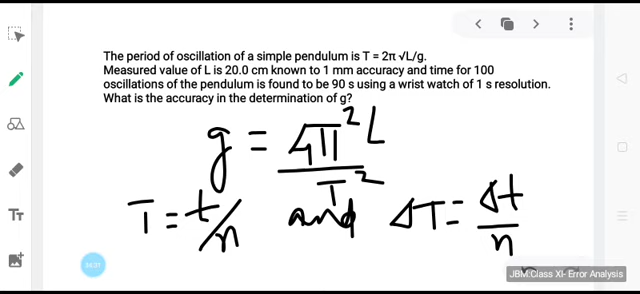 The period of oscillation of a simple pendulum is T = 2π √L/g.
Measured value of L is 20.0 cm known to 1 mm accuracy and time for 100
oscillations of the pendulum is found to be 90 s using a wrist watch of 1 s resolution.
What is the accuracy in the determination of g?
g = 4π²L / T²
T = t/n and ΔT = Δt/n
Tт
JBM:Class XI- Error Analysis